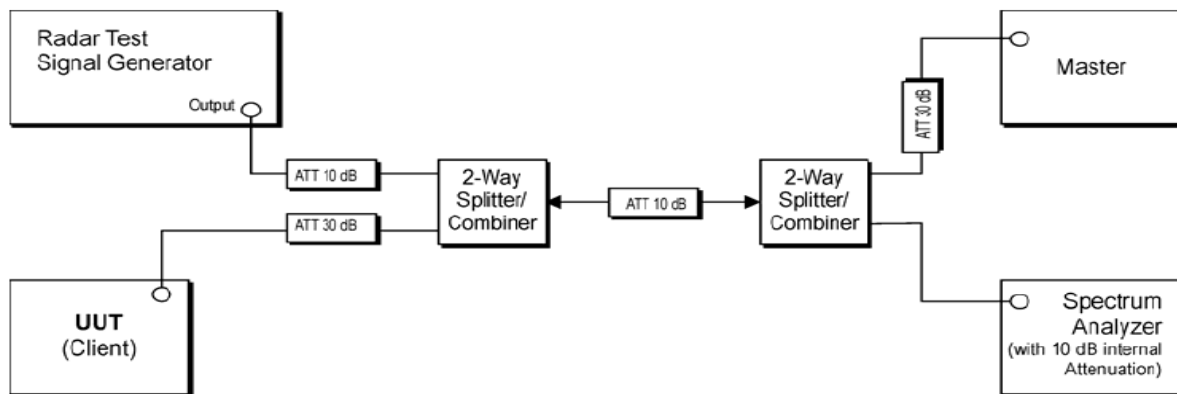 Radar Test
Signal Generator
Output
ATT 10 dB
2-Way
Splitter/
Combiner
ATT 30 dB
UUT
(Client)
ATT 10 dB
2-Way
Splitter/
Combiner
ATT 30 dB
Master
Spectrum
Analyzer
(with 10 dB internal
Attenuation)